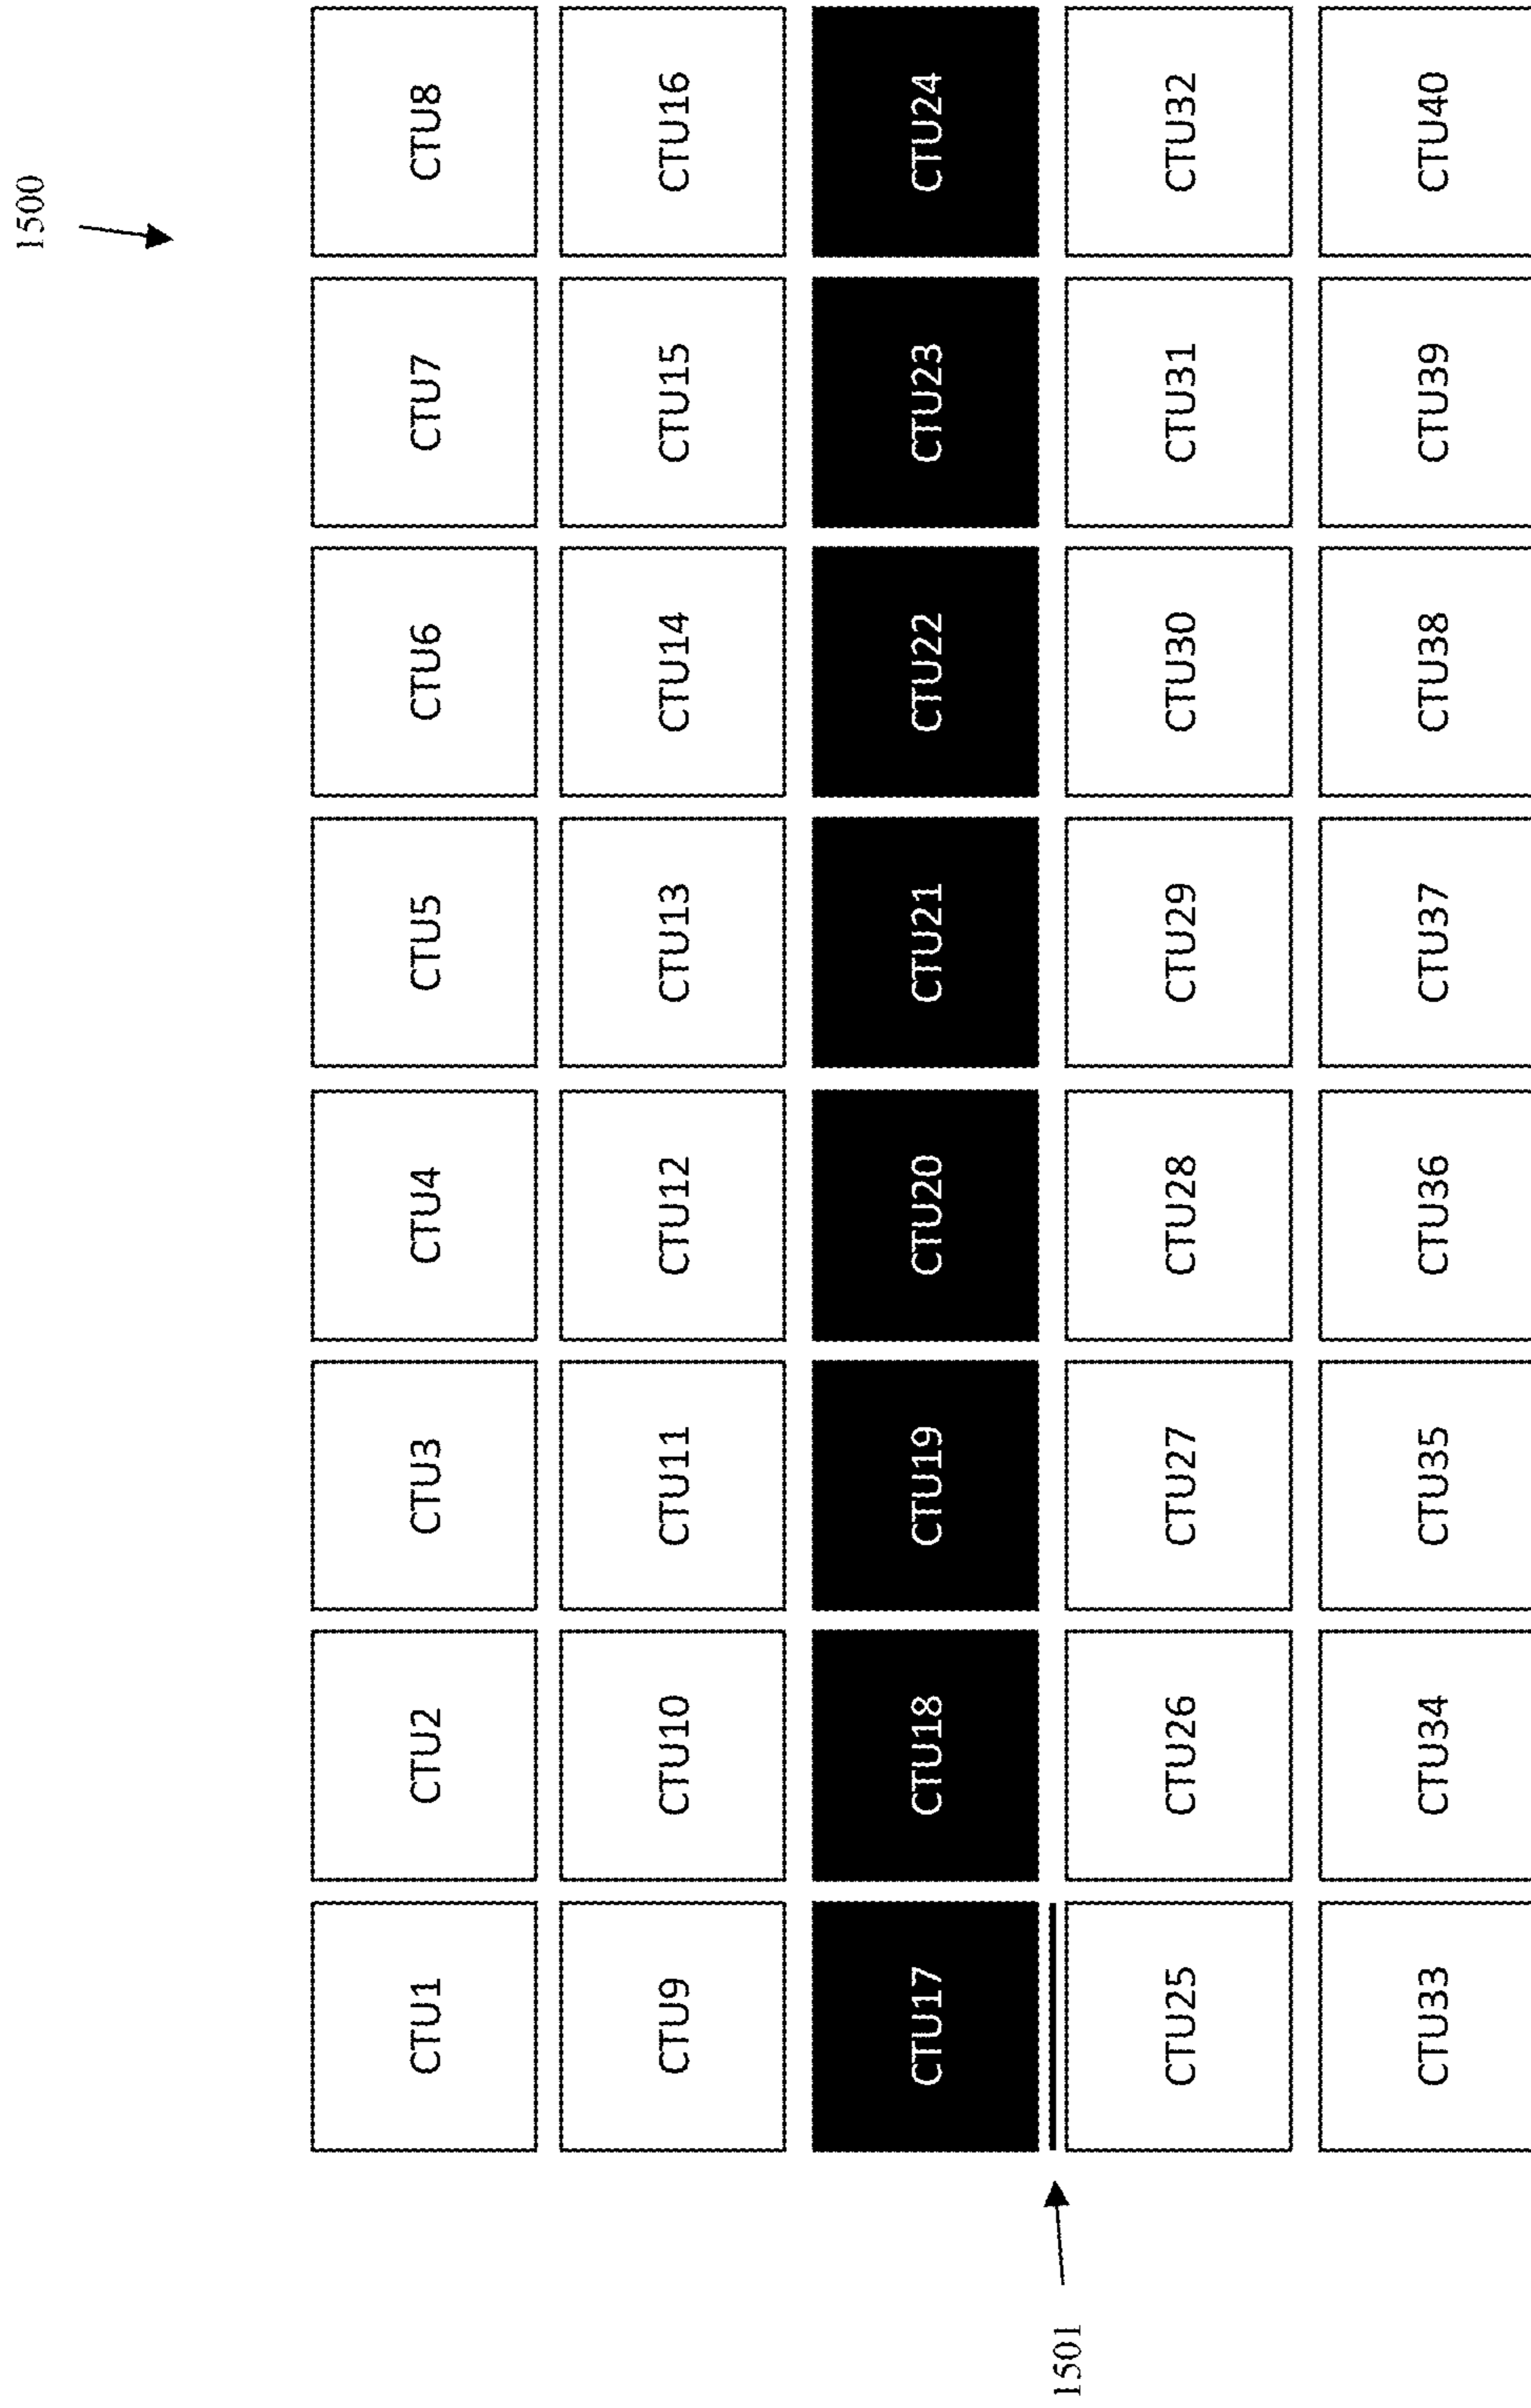 1500
CTU1 CTU2 CTU3 CTU4 CTU5 CTU6 CTU7 CTU8
CTU9 CTU10 CTU11 CTU12 CTU13 CTU14 CTU15 CTU16
CTU17 CTU18 CTU19 CTU20 CTU21 CTU22 CTU23 CTU24
1501
CTU25 CTU26 CTU27 CTU28 CTU29 CTU30 CTU31 CTU32
CTU33 CTU34 CTU35 CTU36 CTU37 CTU38 CTU39 CTU40